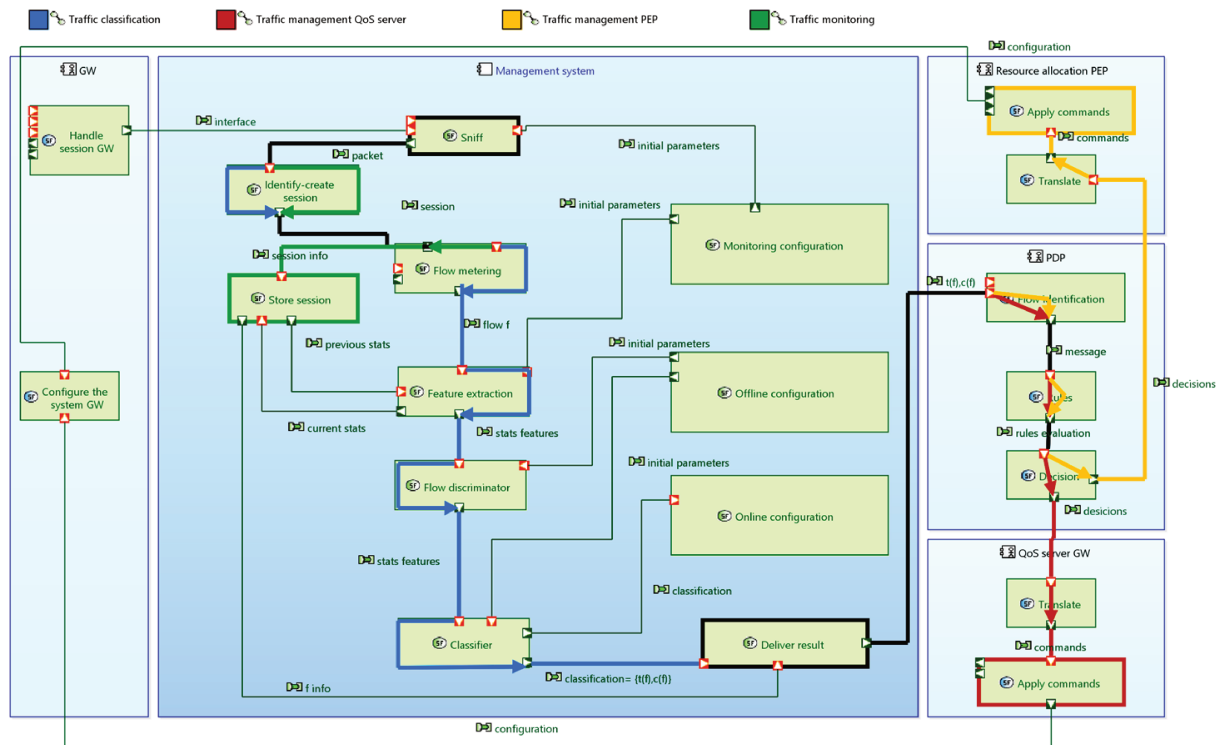 Traffic classification
Traffic management QoS server
Traffic management PEP
Traffic monitoring
configuration
GW
Management system
Resource allocation PEP
Handle
session GW
interface
Sniff
initial parameters
Apply commands
commands
packet
Identify-create
session
session
initial parameters
Translate
Monitoring configuration
session info
Flow metering
Store session
PDP
t(f),c(f)
Flow identification
flow f
previous stats
initial parameters
message
decisions
Configure the
system GW
Feature extraction
Offline configuration
Rules
current stats
stats features
rules evaluation
initial parameters
Flow discriminator
Decision
Online configuration
desicions
stats features
QoS server GW
classification
Translate
Classifier
Deliver result
commands
classification= {t(f),c(f)}
f info
Apply commands
configuration